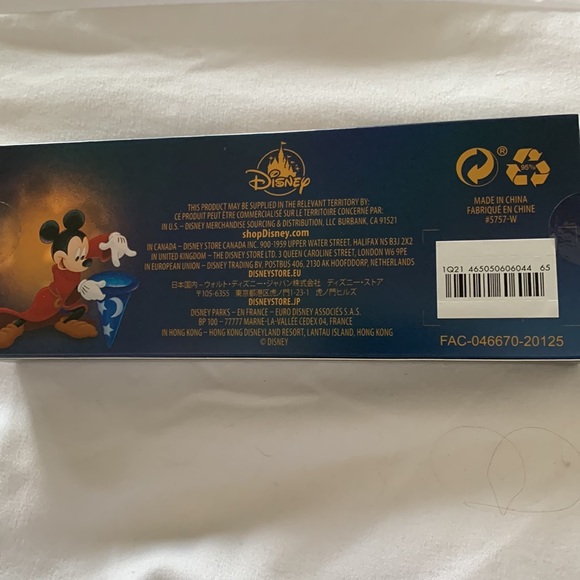 Disney
THIS PRODUCT MAY BE SUPPLIED IN THE RELEVANT TERRITORY BY:
CE PRODUIT PEUT ÊTRE COMMERCIALISE SUR LE TERRITOIRE CONCERNE PAR:
IN U.S. – DISNEY MERCHANDISE SOURCING & DISTRIBUTION, LLC BURBANK, CA 91521
shopDisney.com
IN CANADA – DISNEY STORE CANADA INC. 900-1959 UPPER WATER STREET, HALIFAX NS B3J 2X2
IN UNITED KINGDOM – THE DISNEY STORE LTD. 3 QUEEN CAROLINE STREET, LONDON W6 9PE
IN EUROPEAN UNION – DISNEY TRADING BV, POSTBUS 406, 2130 AK HOOFDDORP, NETHERLANDS
DISNEYSTORE.EU
日本国内–ウォルト・ディズニー・ジャパン株式会社 ディズニー・ストア
〒105-6355 東京都港区虎ノ門1-23-1 虎ノ門ヒルズ
DISNEYSTORE.JP
DISNEY PARKS – EN FRANCE – EURO DISNEY ASSOCIÉS S.A.S.
BP 100 – 77777 MARNE-LA-VALLÉE CEDEX 04, FRANCE
IN HONG KONG – HONG KONG DISNEYLAND RESORT, LANTAU ISLAND, HONG KONG
© DISNEY
®
95%
MADE IN CHINA
FABRIQUÉ EN CHINE
#5757-W
1Q21 465050606044 65
FAC-046670-20125